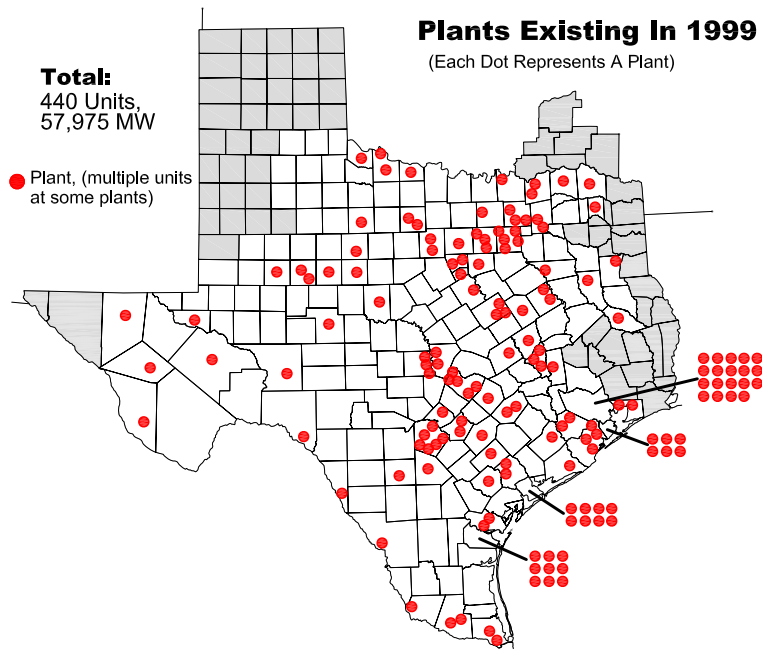 Plants Existing In 1999
(Each Dot Represents A Plant)
Total:
440 Units,
57,975 MW
Plant, (multiple units
at some plants)